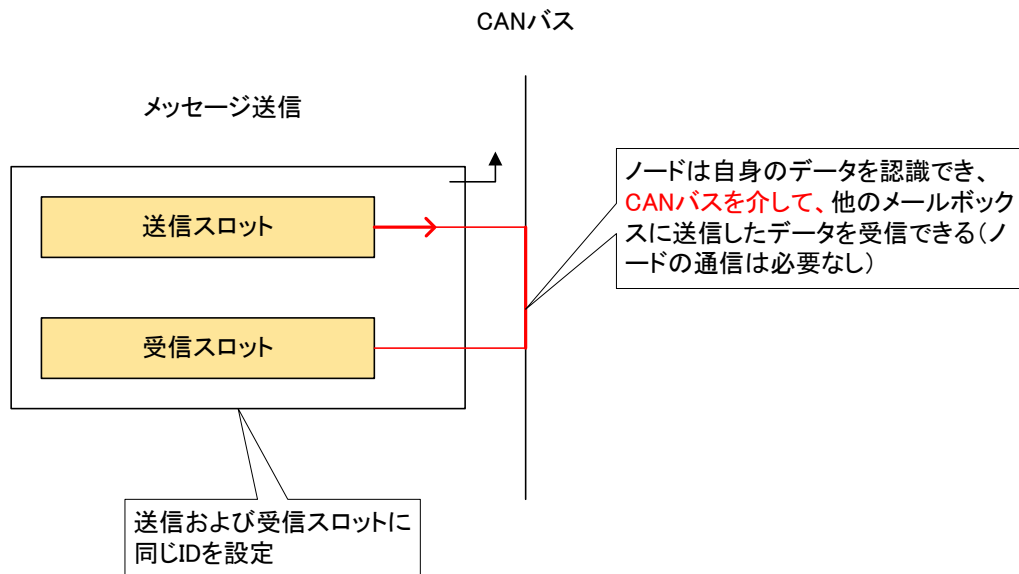 CANバス
メッセージ送信
送信スロット
受信スロット
ノードは自身のデータを認識でき、
CANバスを介して、他のメールボック
スに送信したデータを受信できる(ノ
ードの通信は必要なし)
送信および受信スロットに
同じIDを設定